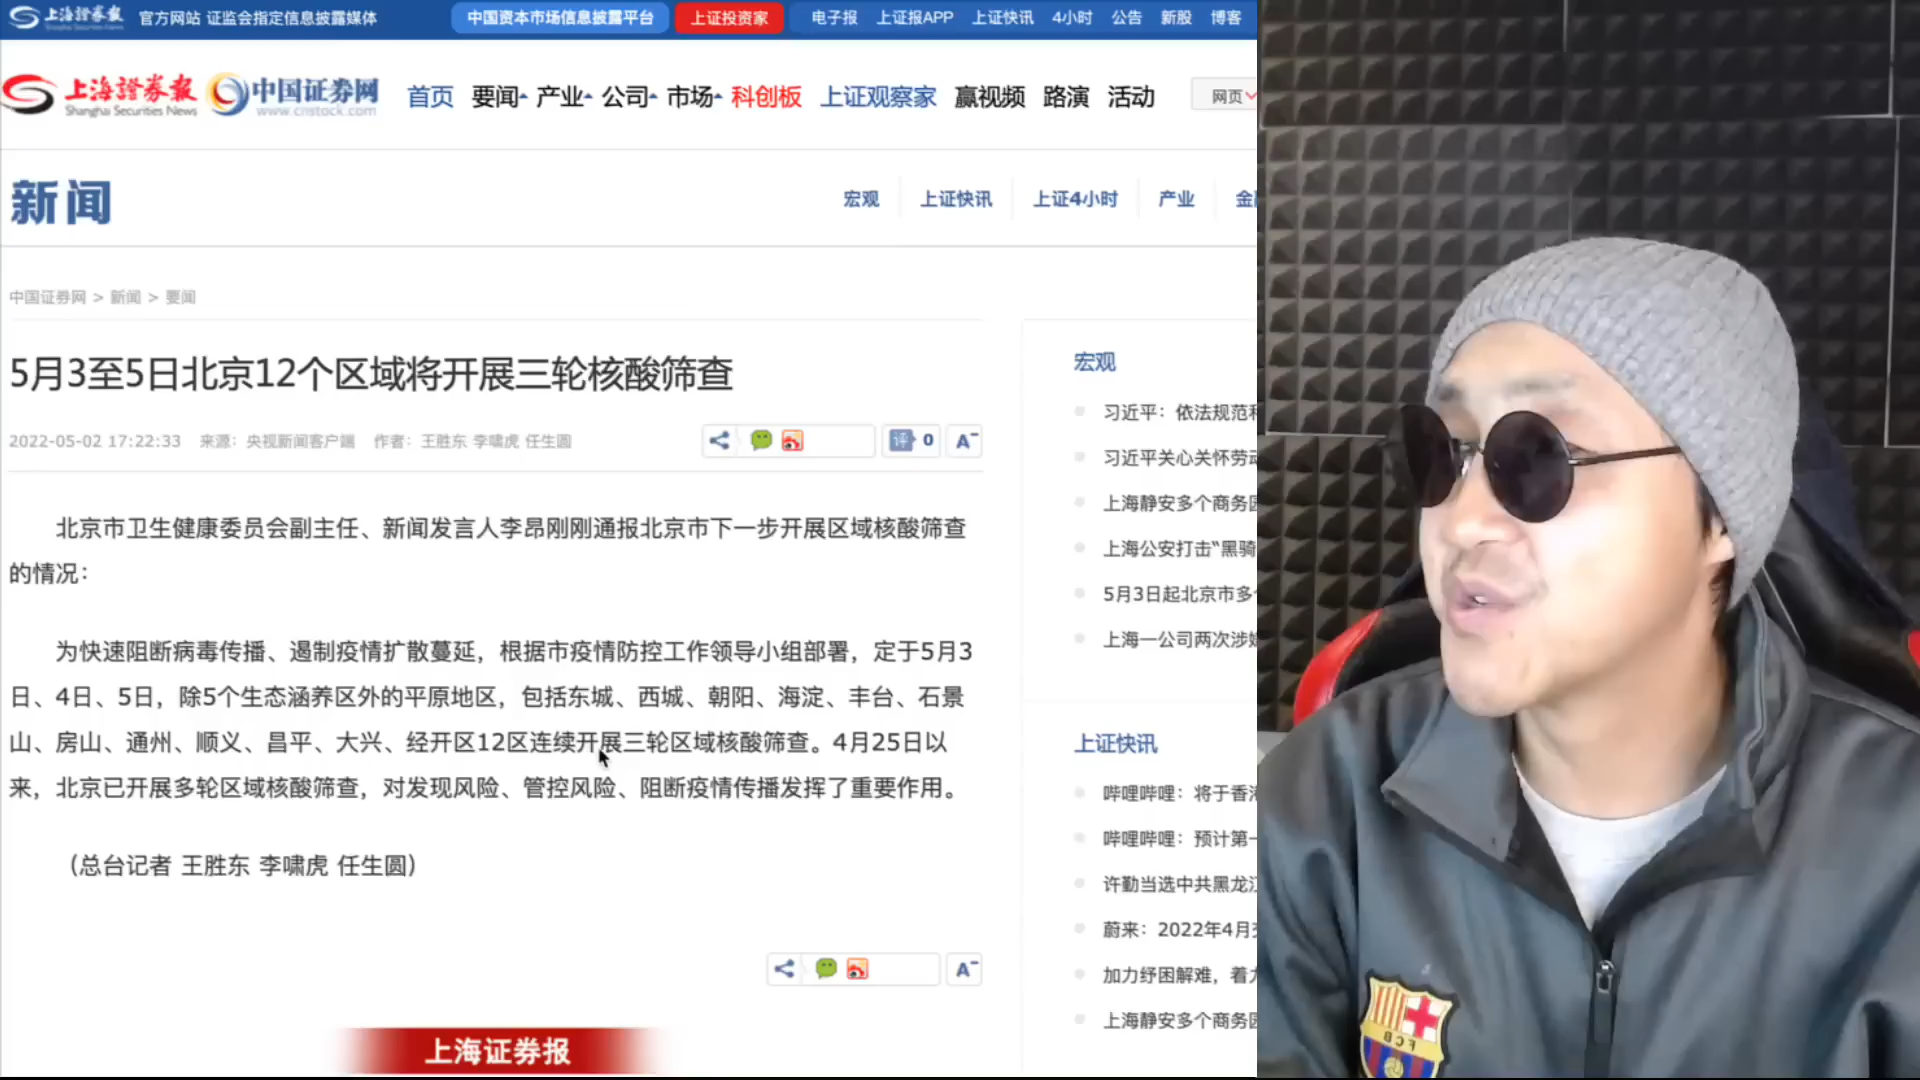 上海證券報 官方网站 证监会指定信息披露媒体 中国资本市场信息披露平台 上证投资家 电子报 上证报APP 上证快讯 4小时 公告 新股 博客
上海證券報 Shanghai Securities News 中国证券网 www.cnstock.com 首页 要闻 产业 公司 市场 科创板 上证观察家 赢视频 路演 活动 网页
新闻 宏观 上证快讯 上证4小时 产业
中国证券网 > 新闻 > 要闻
5月3至5日北京12个区域将开展三轮核酸筛查
2022-05-02 17:22:33 来源：央视新闻客户端 作者：王胜东 李啸虎 任生圆 评 0 A-
北京市卫生健康委员会副主任、新闻发言人李昂刚刚通报北京市下一步开展区域核酸筛查
的情况：
为快速阻断病毒传播、遏制疫情扩散蔓延，根据市疫情防控工作领导小组部署，定于5月3
日、4日、5日，除5个生态涵养区外的平原地区，包括东城、西城、朝阳、海淀、丰台、石景
山、房山、通州、顺义、昌平、大兴、经开区12区连续开展三轮区域核酸筛查。4月25日以
来，北京已开展多轮区域核酸筛查，对发现风险、管控风险、阻断疫情传播发挥了重要作用。
（总台记者 王胜东 李啸虎 任生圆）
A-
上海证券报
宏观
习近平：依法规范
习近平关心关怀劳
上海静安多个商务
上海公安打击“黑骑
5月3日起北京市多
上海一公司两次涉
上证快讯
哔哩哔哩：将于香
哔哩哔哩：预计第一
许勤当选中共黑龙
蔚来：2022年4月
加力纾困解难，着
上海静安多个商务
FCB